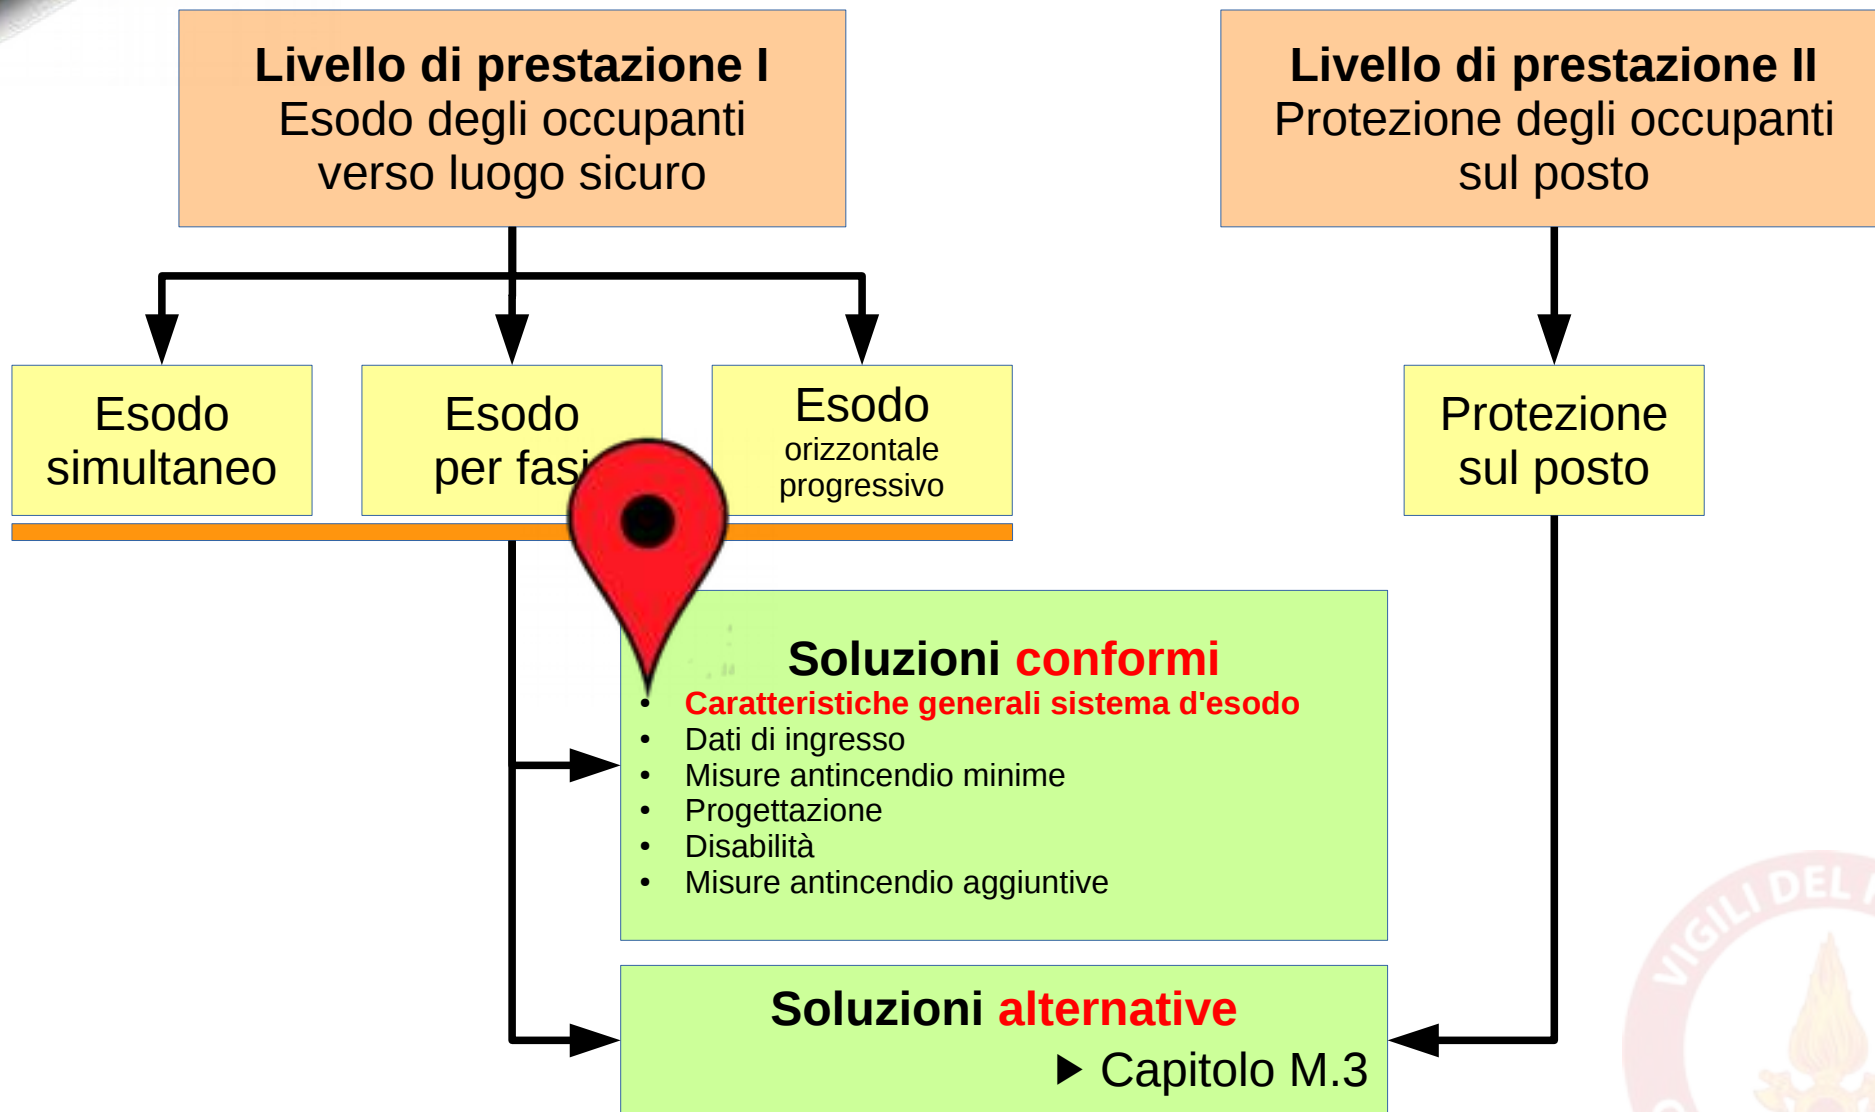 Livello di prestazione I
Esodo degli occupanti
verso luogo sicuro
Livello di prestazione II
Protezione degli occupanti
sul posto
Esodo
simultaneo
Esodo
per fasi
Esodo
orizzontale
progressivo
Protezione
sul posto
Soluzioni conformi
• Caratteristiche generali sistema d'esodo
• Dati di ingresso
• Misure antincendio minime
• Progettazione
• Disabilità
• Misure antincendio aggiuntive
Soluzioni alternative
► Capitolo M.3
VIGILI DEL